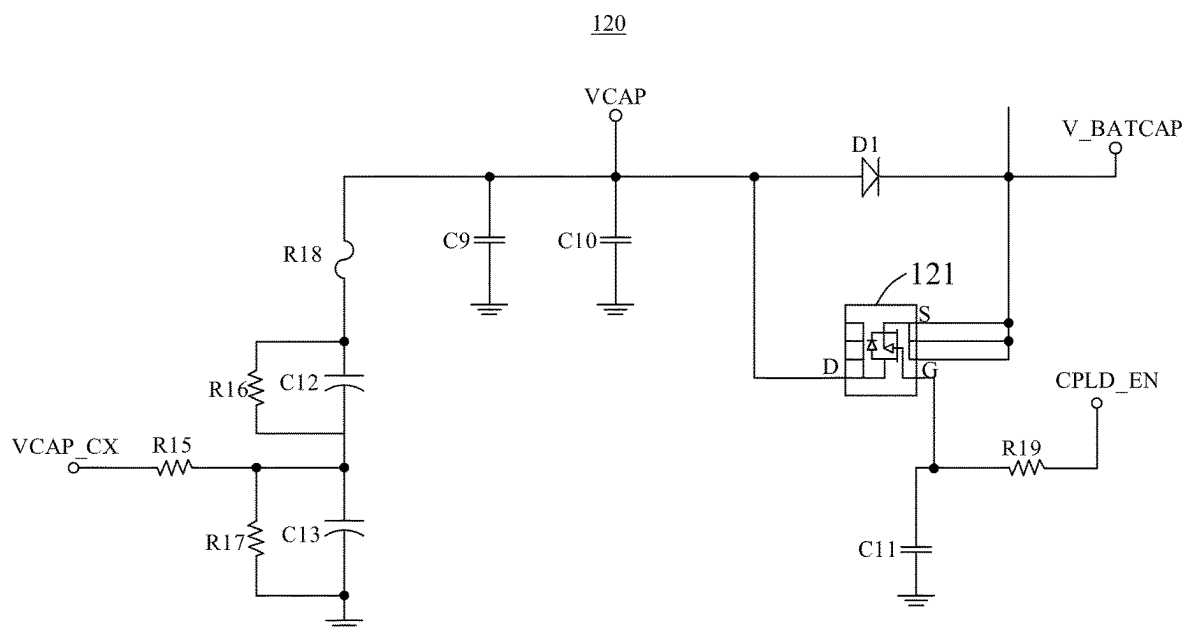 120
VCAP
V_BATCAP
D1
C9
C10
R18
121
S
D
G
R16
C12
CPLD_EN
VCAP_CX
R15
R19
R17
C13
C11